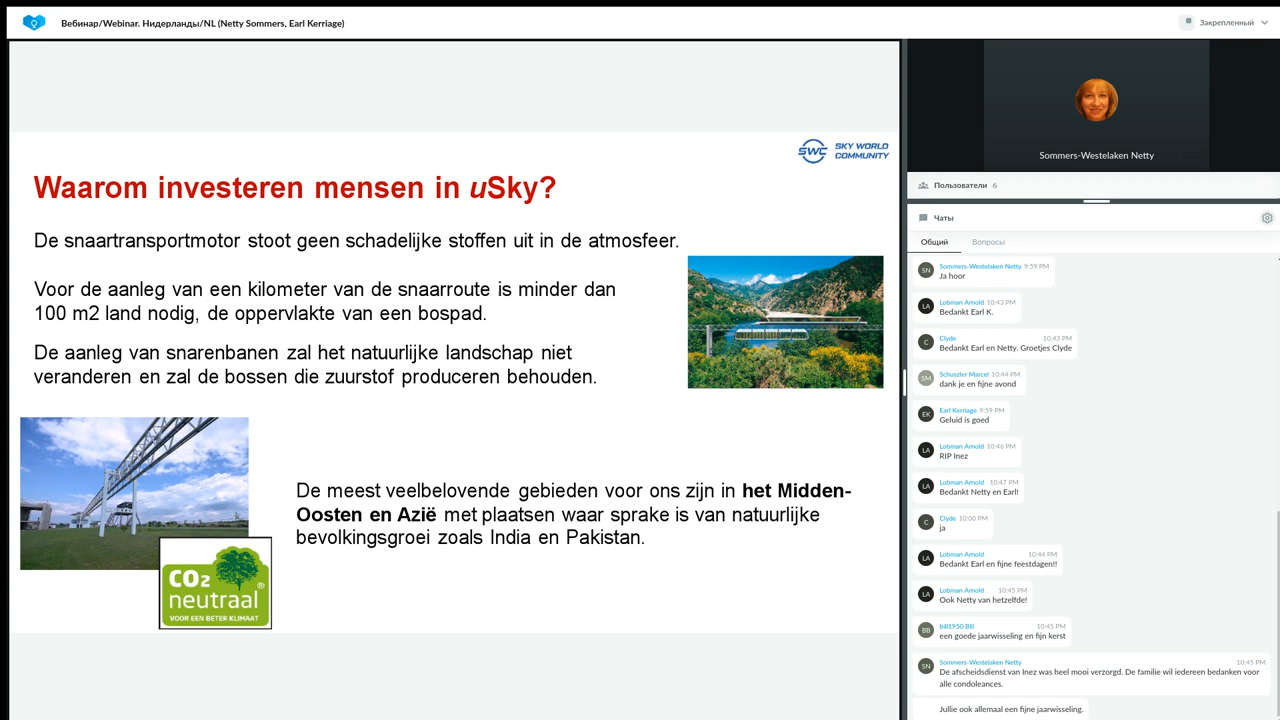 Вебинар/Webinar. Нидерланды/NL (Netty Sommers, Earl Kerriage)
Закрепленный
SWC SKY WORLD
COMMUNITY
Waarom investeren mensen in uSky?
De snaartransportmotor stoot geen schadelijke stoffen uit in de atmosfeer.
Voor de aanleg van een kilometer van de snaarroute is minder dan
100 m2 land nodig, de oppervlakte van een bospad.
De aanleg van snarenbanen zal het natuurlijke landschap niet
veranderen en zal de bossen die zuurstof produceren behouden.
De meest veelbelovende gebieden voor ons zijn in het Midden-
Oosten en Azië met plaatsen waar sprake is van natuurlijke
bevolkingsgroei zoals India en Pakistan.
CO2
neutraal®
VOOR EEN BETER KLIMAAT
Sommers-Westelaken Netty
Пользователи 6
Чаты
Общий Вопросы
SN Sommers-Westelaken Netty 9:59 PM
Ja hoor
LA Lobman Arnold 10:43 PM
Bedankt Earl K.
C Clyde 10:43 PM
Bedankt Earl en Netty. Groetjes Clyde
SM Schuszler Marcel 10:44 PM
dank je en fijne avond
EK Earl Kerriage 9:59 PM
Geluid is goed
LA Lobman Arnold 10:46 PM
RIP Inez
LA Lobman Arnold 10:47 PM
Bedankt Netty en Earl!
C Clyde 10:00 PM
ja
LA Lobman Arnold 10:44 PM
Bedankt Earl en fijne feestdagen!!
LA Lobman Arnold 10:45 PM
Ook Netty van hetzelfde!
BB bill1950 Bill 10:45 PM
een goede jaarwisseling en fijn kerst
SN Sommers-Westelaken Netty 10:45 PM
De afscheidsdienst van Inez was heel mooi verzorgd. De familie wil iedereen bedanken voor
alle condoleances.
Jullie ook allemaal een fijne jaarwisseling.